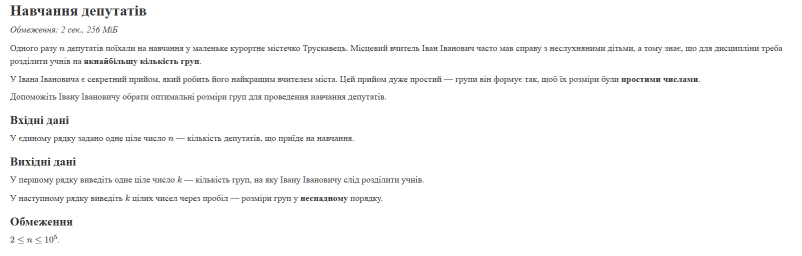 Навчання депутатів
Обмеження: 2 сек., 256 МіБ
Одного разу n депутатів поїхали на навчання у маленьке курортне містечко Трускавець. Місцевий вчитель Іван Іванович часто мав справу з неслухняними дітьми, а тому знає, що для дисципліни треба
розділити учнів на якнайбільшу кількість груп.
У Івана Івановича є секретний прийом, який робить його найкращим вчителем міста. Цей прийом дуже простий — групи він формує так, щоб їх розміри були простими числами.
Допоможіть Івану Івановичу обрати оптимальні розміри груп для проведення навчання депутатів.
Вхідні дані
У єдиному рядку задано одне ціле число n — кількість депутатів, що приїде на навчання.
Вихідні дані
У першому рядку виведіть одне ціле число k — кількість груп, на яку Івану Івановичу слід розділити учнів.
У наступному рядку виведіть k цілих чисел через пробіл — розміри груп у неспадному порядку.
Обмеження
2 ≤ n ≤ 10⁵.